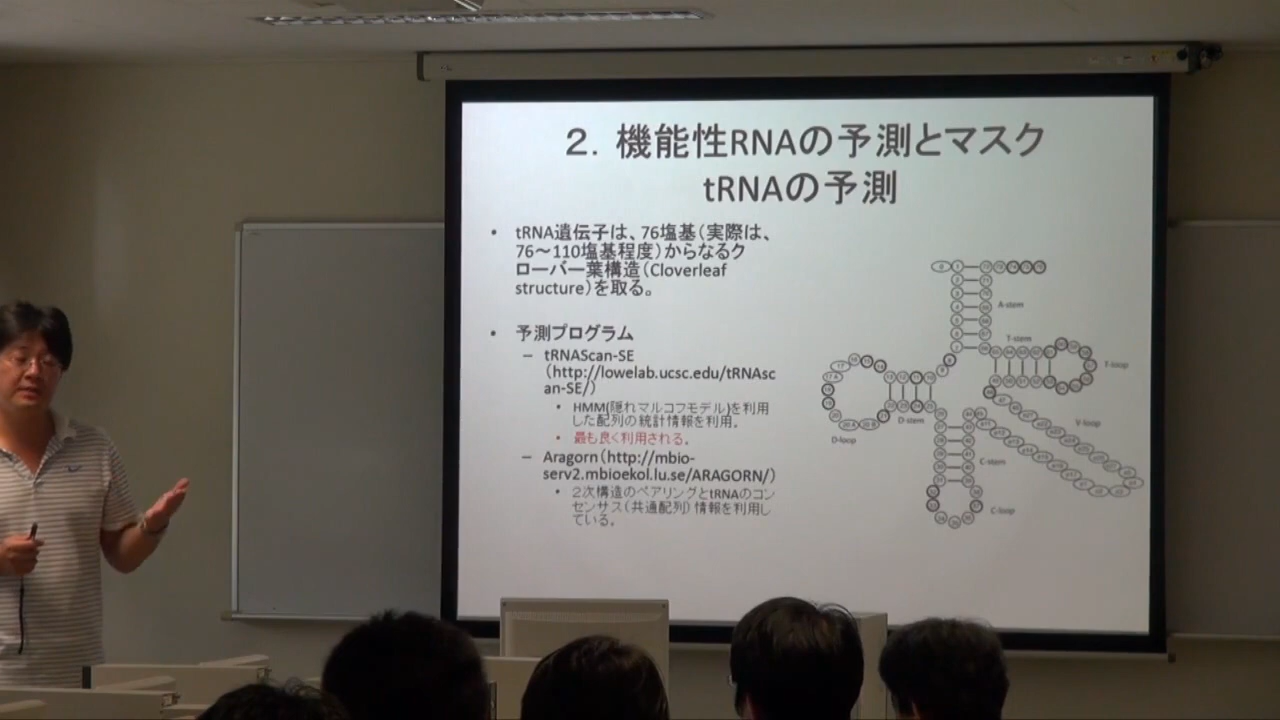 ２．機能性RNAの予測とマスク
tRNAの予測
• tRNA遺伝子は、76塩基（実際は、
76～110塩基程度）からなるク
ローバー葉構造（Cloverleaf
structure）を取る。
• 予測プログラム
– tRNAScan-SE
（http://lowelab.ucsc.edu/tRNAsc
an-SE/）
• HMM(隠れマルコフモデル)を利用
した配列の統計情報を利用。
• 最も良く利用される。
– Aragorn（http://mbio-
serv2.mbioekol.lu.se/ARAGORN/）
• ２次構造のペアリングとtRNAのコン
センサス（共通配列）情報を利用し
ている。
A-stem
T-stem
T-loop
D-stem
D-loop
V-loop
C-stem
C-loop